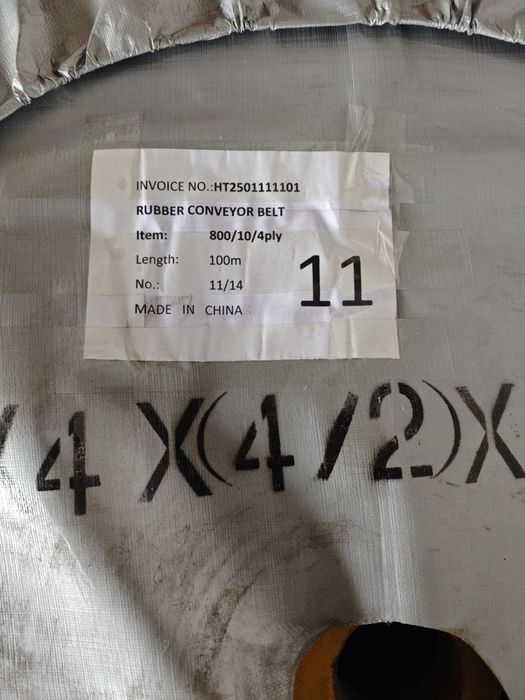 INVOICE NO.:HT2501111101
RUBBER CONVEYOR BELT
Item: 800/10/4ply
Length: 100m
No.: 11/14
11
MADE IN CHINA
/4 X(4/2)X